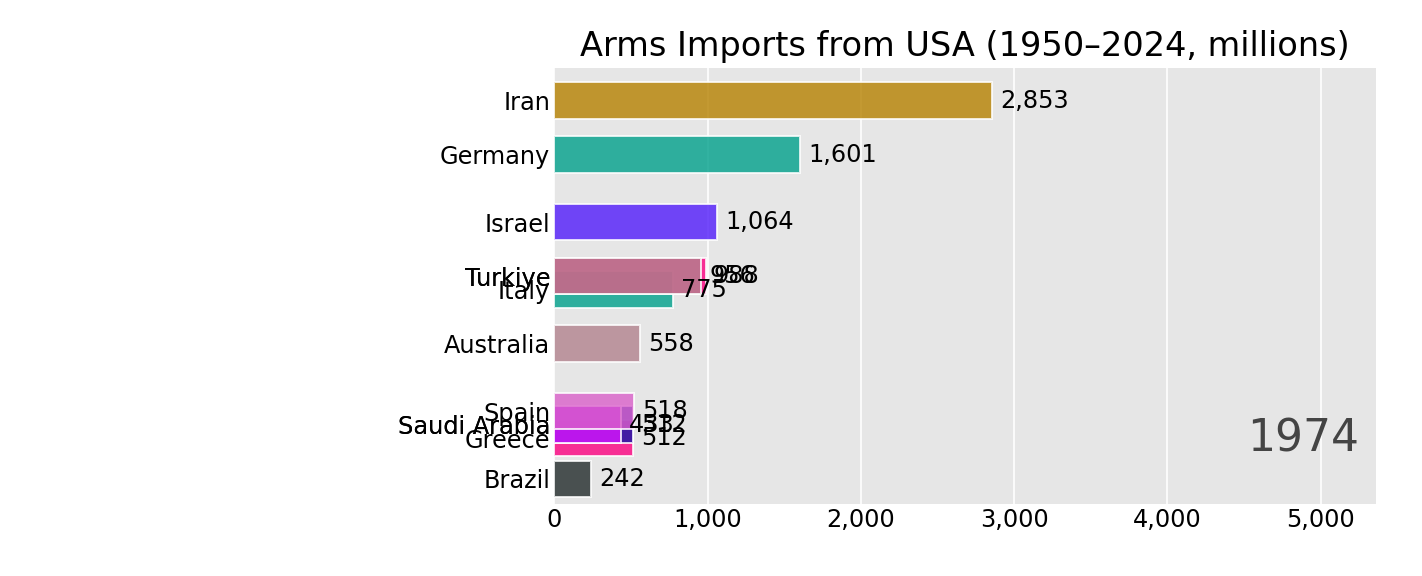 Arms Imports from USA (1950–2024, millions)
Iran 2,853
Germany 1,601
Israel 1,064
Turkiye 988
Italy 775
Australia 558
Spain 518
Saudi Arabia
Greece 512
1974
Brazil 242
0 1,000 2,000 3,000 4,000 5,000